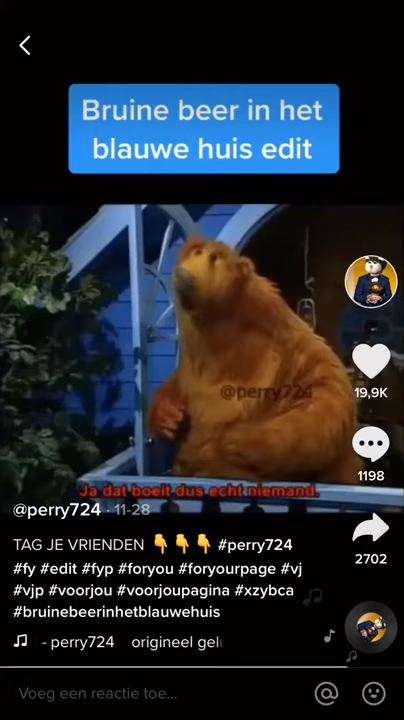 Bruine beer in het
blauwe huis edit
@perry724
19,9K
1198
Ja dat boeit dus echt niemand.
@perry724 · 11-28
2702
TAG JE VRIENDEN 👇👇👇 #perry724
#fy #edit #fyp #foryou #foryourpage #vj
#vjp #voorjou #voorjoupagina #xzybca
#bruinebeerinhetblauwehuis
- perry724 origineel gelu
Voeg een reactie toe...